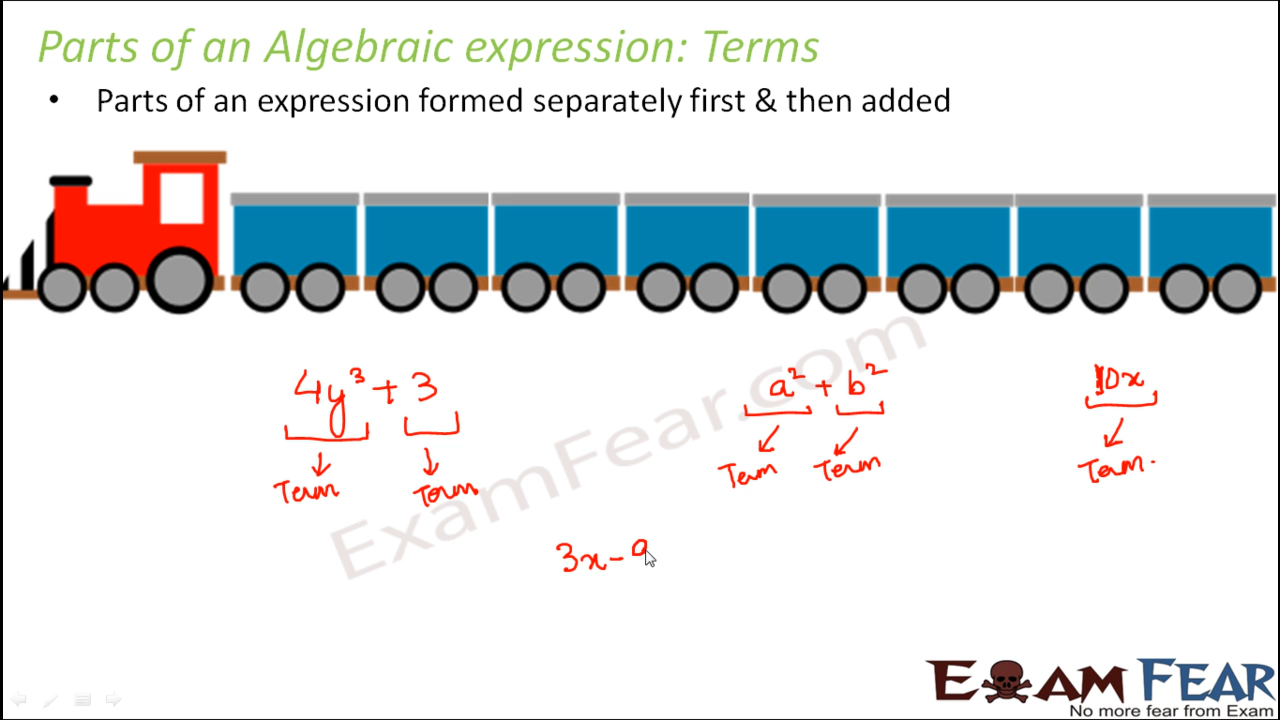 Parts of an Algebraic expression: Terms
• Parts of an expression formed separately first & then added
ExamFear.com
4y³ + 3
a² + b²
10x
Term
Term
Term
Term
Term.
3x -
EXAM FEAR
No more fear from Exam